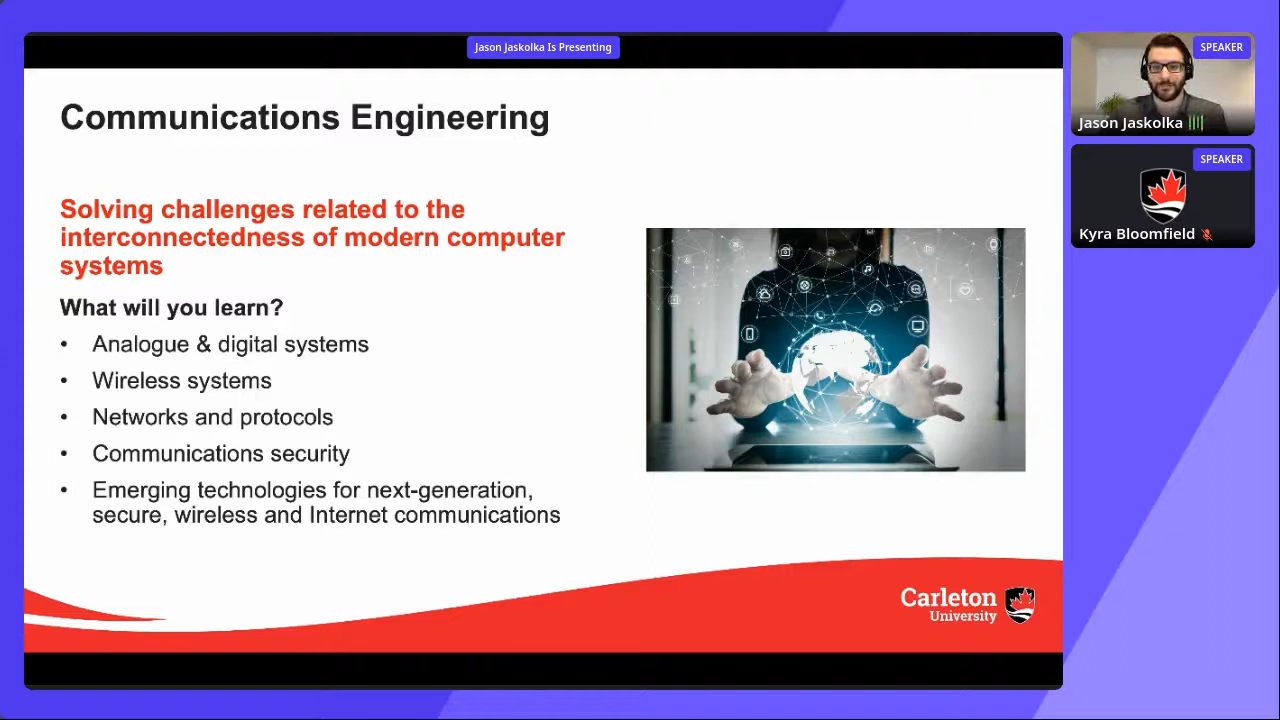 Jason Jaskolka Is Presenting
Communications Engineering
Solving challenges related to the
interconnectedness of modern computer
systems
What will you learn?
• Analogue & digital systems
• Wireless systems
• Networks and protocols
• Communications security
• Emerging technologies for next-generation,
secure, wireless and Internet communications
Carleton
University
SPEAKER
Jason Jaskolka
SPEAKER
Kyra Bloomfield